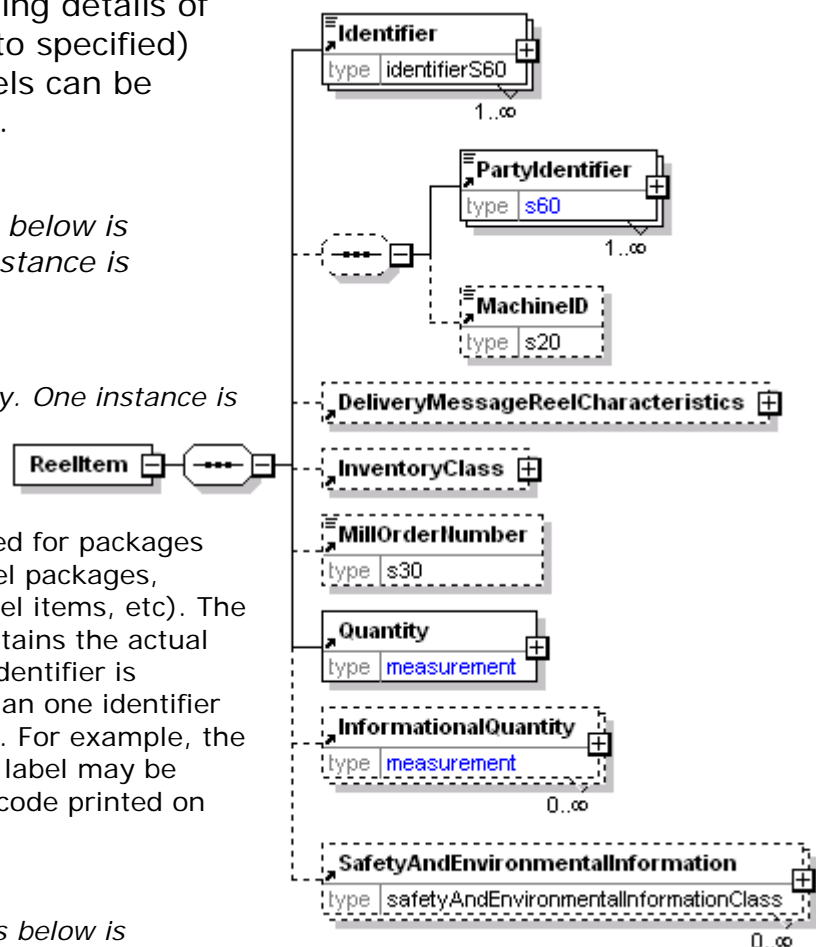 ing details of
to specified)
els can be
.
below is
stance is
y. One instance is
ed for packages
el packages,
el items, etc). The
tains the actual
dentifier is
an one identifier
. For example, the
label may be
code printed on
s below is
ReelItem
Identifier
type identifierS60
1..∞
PartyIdentifier
type s60
1..∞
MachineID
type s20
DeliveryMessageReelCharacteristics
InventoryClass
MillOrderNumber
type s30
Quantity
type measurement
InformationalQuantity
type measurement
0..∞
SafetyAndEnvironmentalInformation
type safetyAndEnvironmentalInformationClass
0..∞